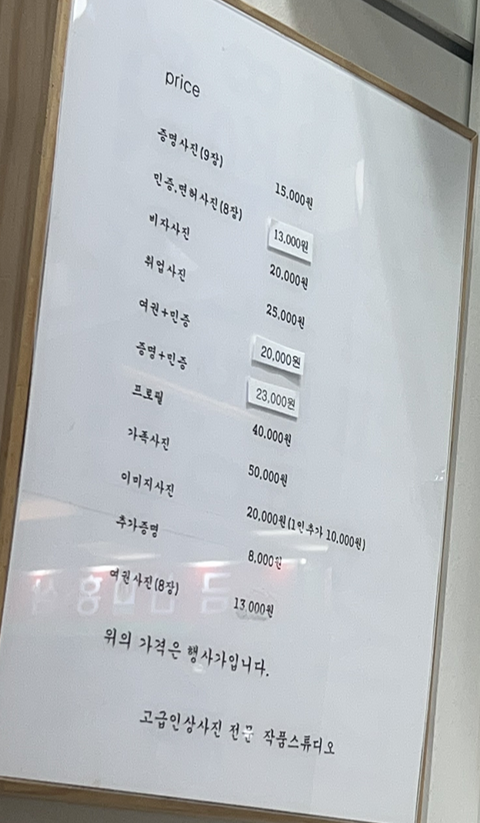 price
증명사진(9장) 15,000원
민증,면허사진(8장) 13,000원
비자사진 20,000원
취업사진 25,000원
여권+민증 20,000원
증명+민증 23,000원
프로필 40,000원
가족사진 50,000원
이미지사진 20,000원(1인추가 10,000원)
추가증명 8,000원
여권사진(8장) 13,000원
위의 가격은 행사가입니다.
고급인상사진 전문 작품스튜디오